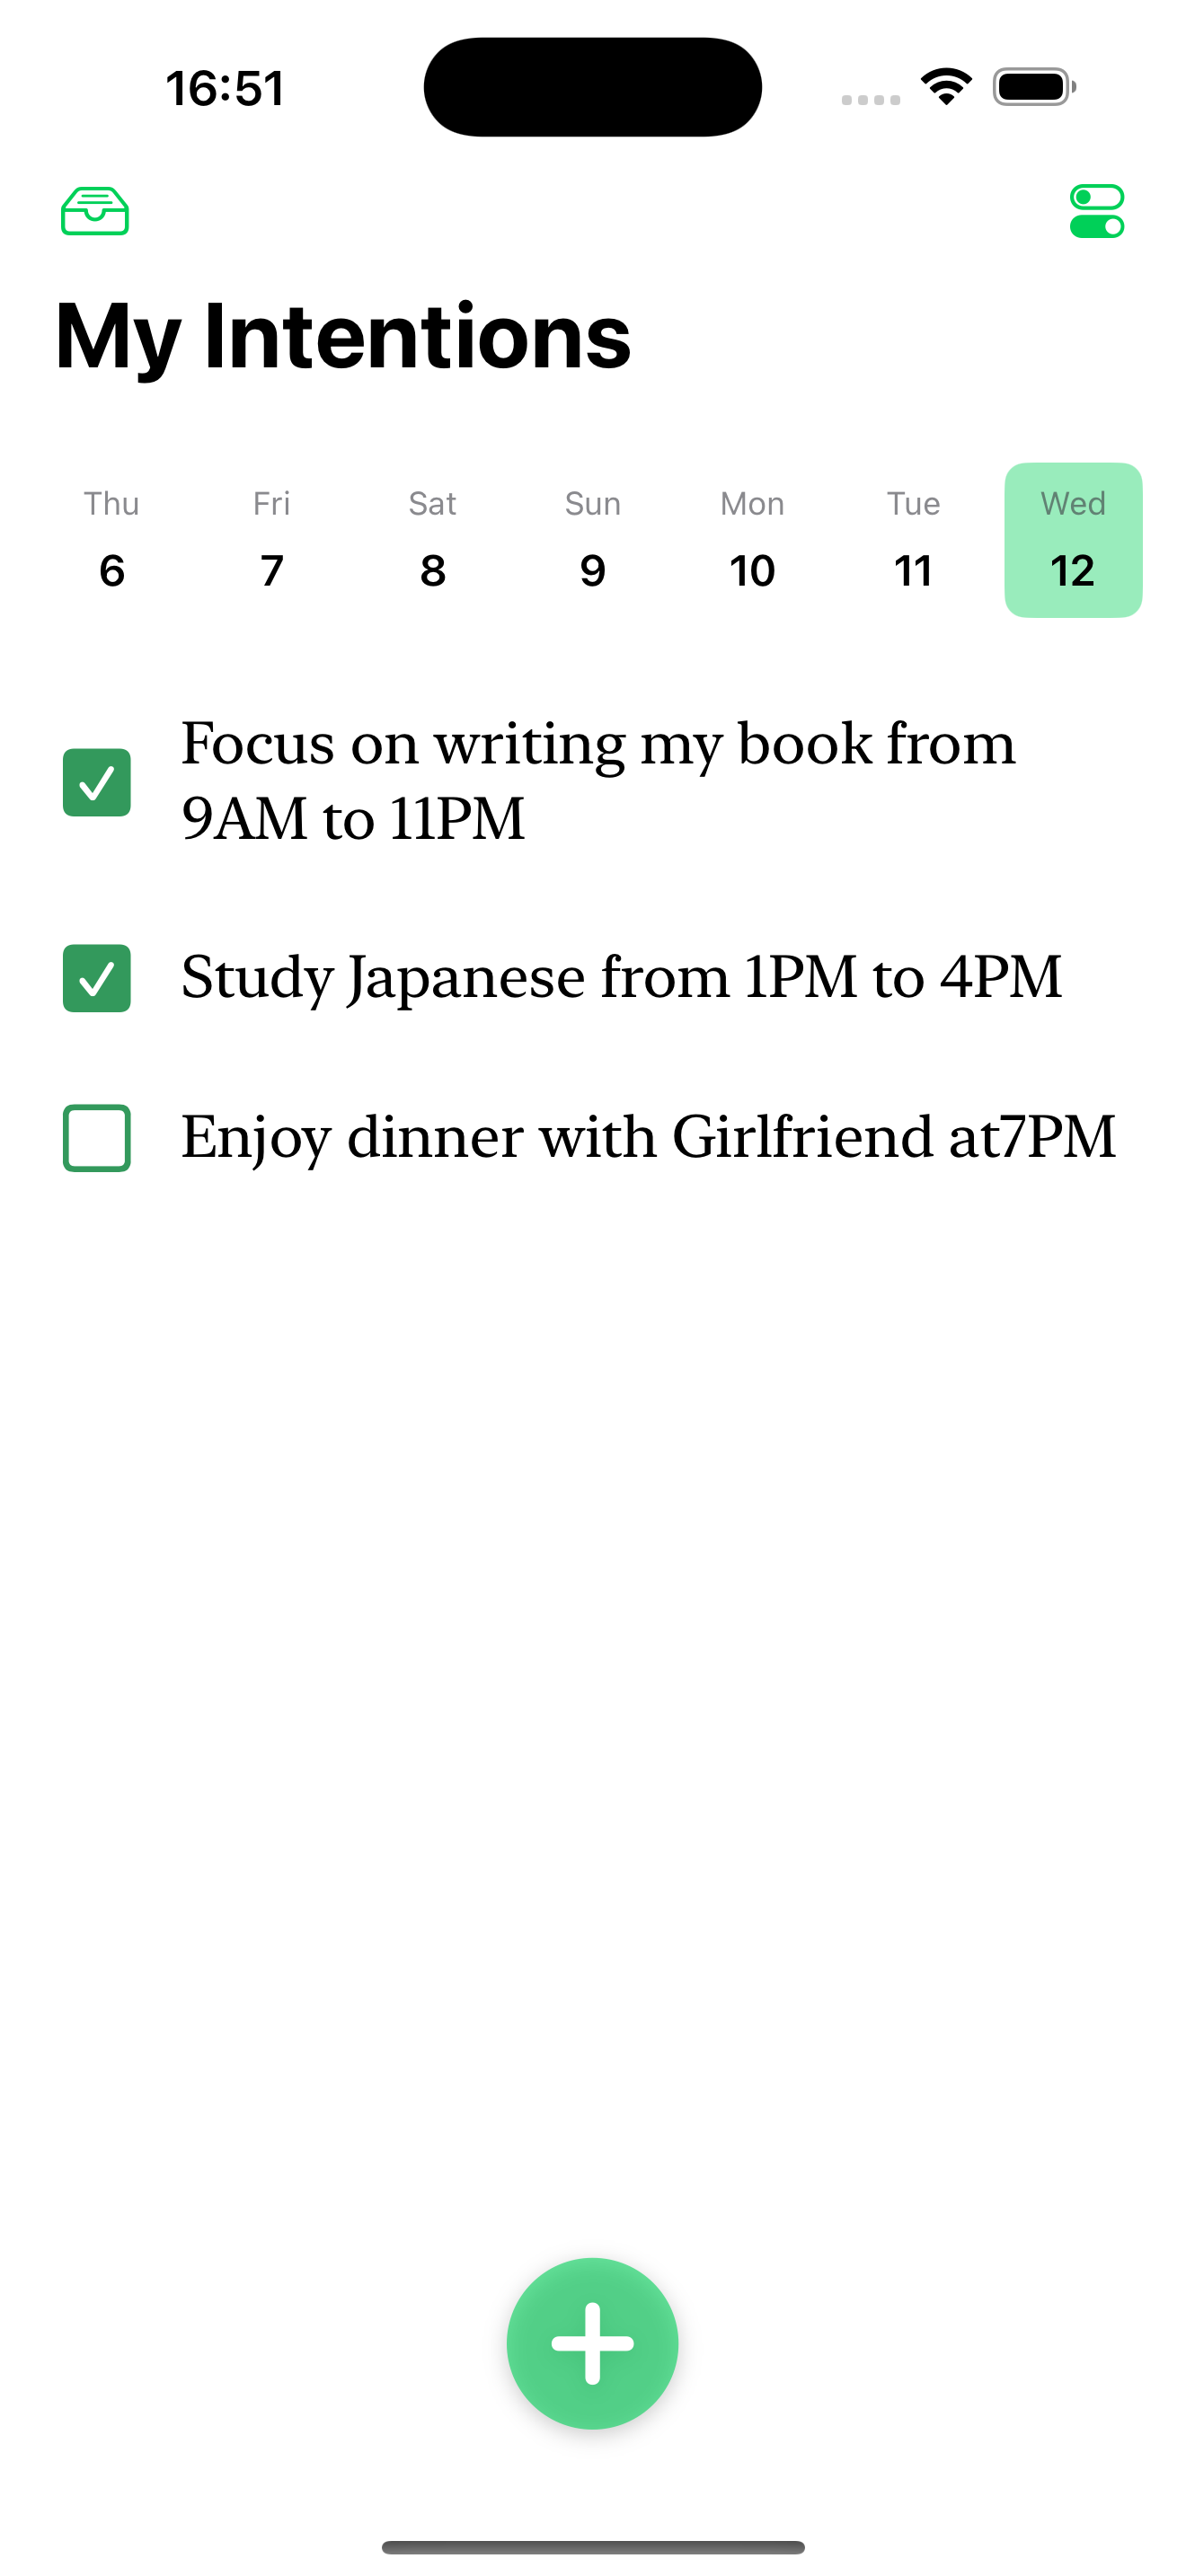 16:51
My Intentions
Thu Fri Sat Sun Mon Tue Wed
6 7 8 9 10 11 12
Focus on writing my book from
9AM to 11PM
Study Japanese from 1PM to 4PM
Enjoy dinner with Girlfriend at7PM